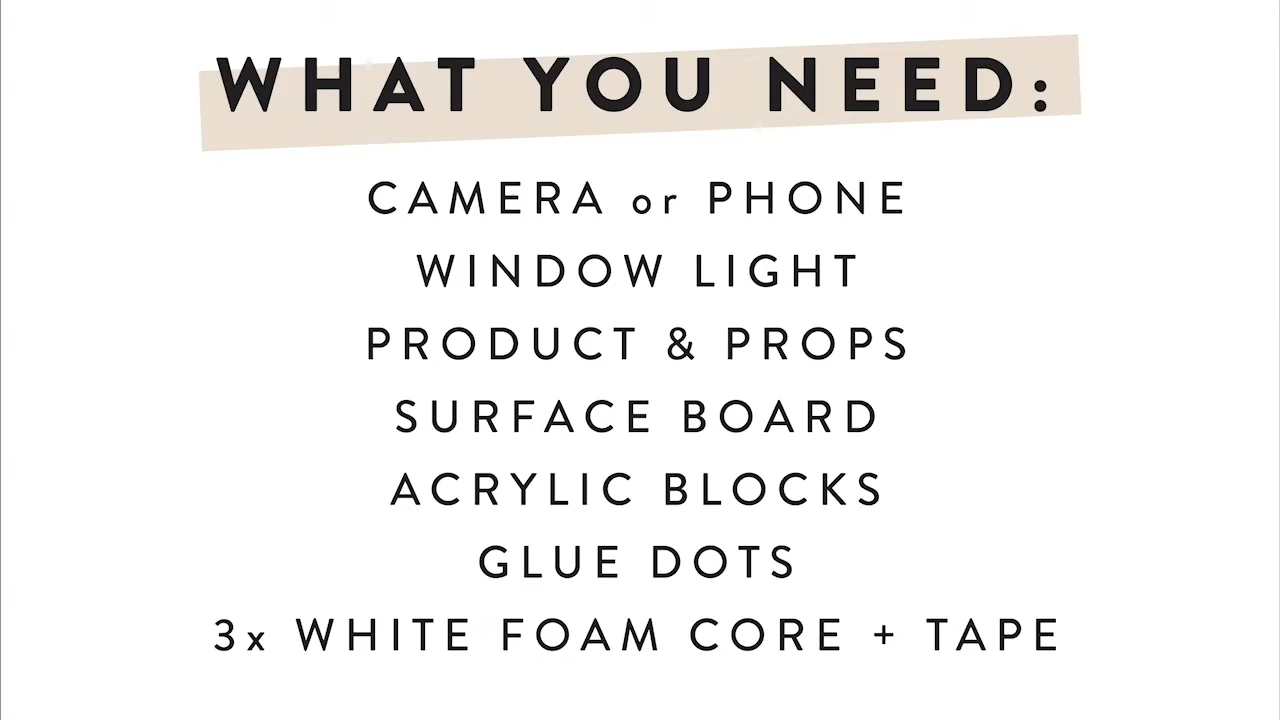 WHAT YOU NEED:
CAMERA or PHONE
WINDOW LIGHT
PRODUCT & PROPS
SURFACE BOARD
ACRYLIC BLOCKS
GLUE DOTS
3x WHITE FOAM CORE + TAPE